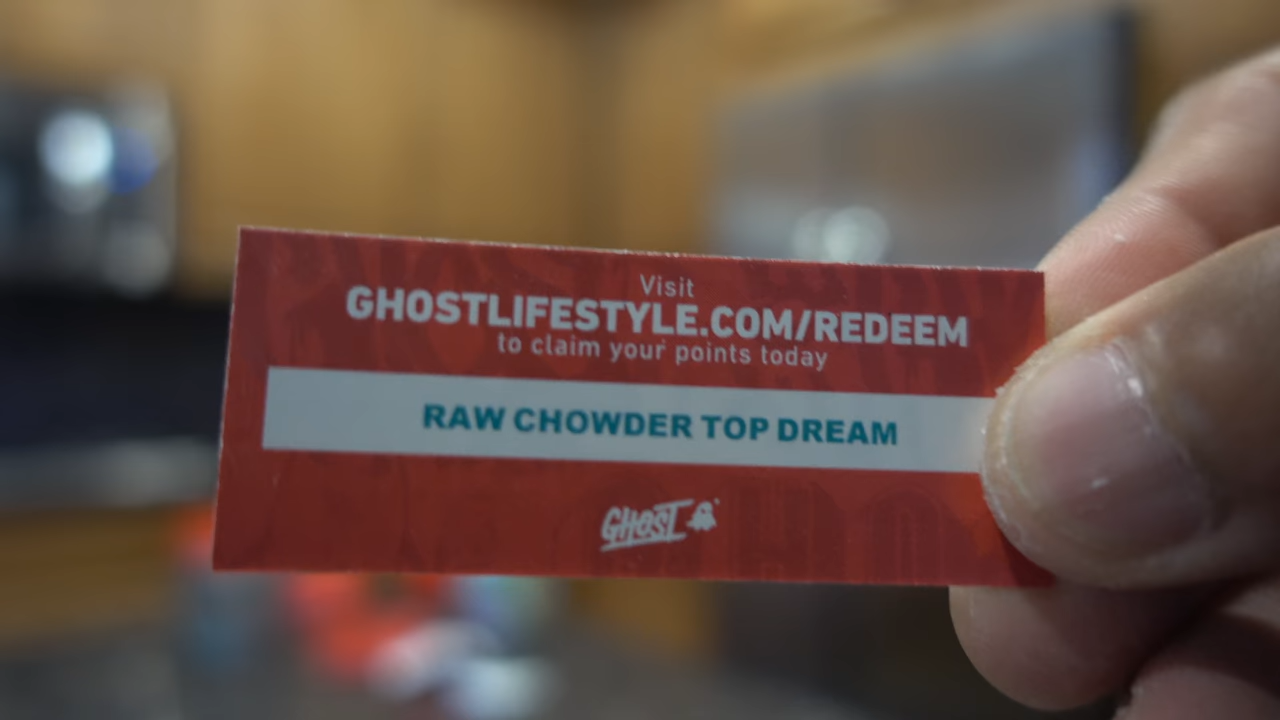 Visit
GHOSTLIFESTYLE.COM/REDEEM
to claim your points today
RAW CHOWDER TOP DREAM
GHOST